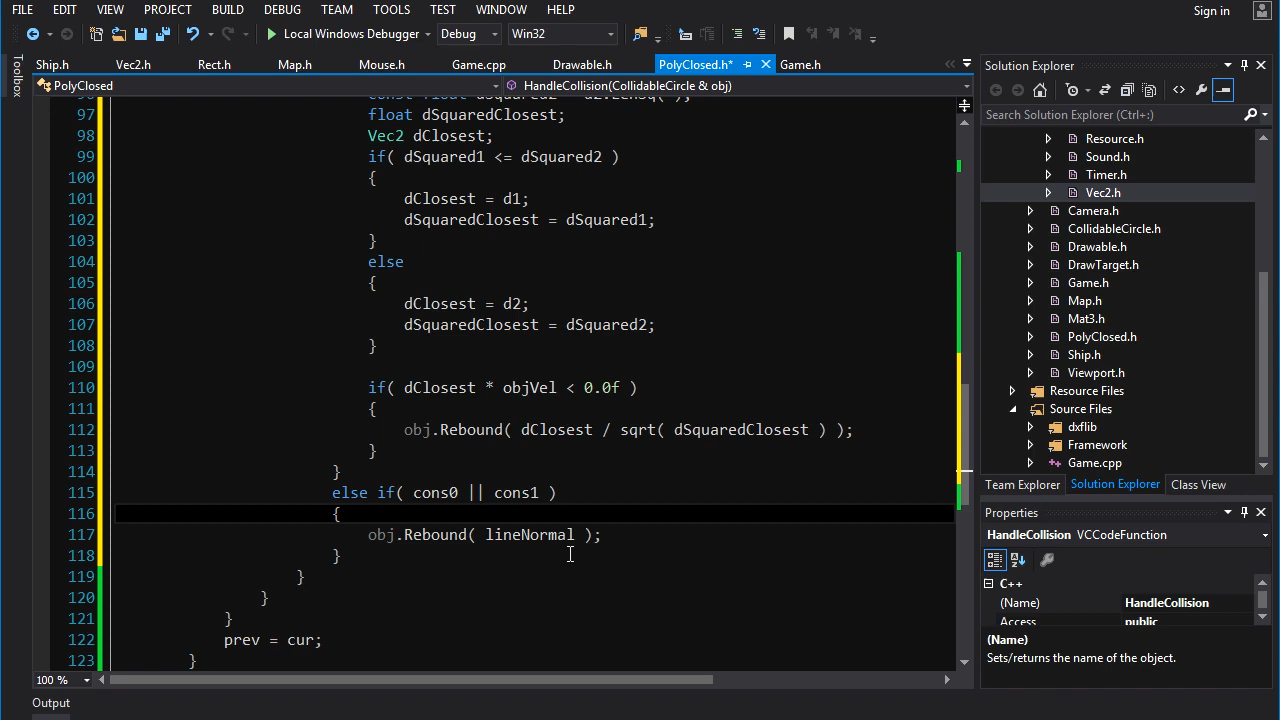 FILE EDIT VIEW PROJECT BUILD DEBUG TEAM TOOLS TEST WINDOW HELP
Sign in
Local Windows Debugger Debug Win32
Toolbox
Ship.h Vec2.h Rect.h Map.h Mouse.h Game.cpp Drawable.h PolyClosed.h* Game.h
PolyClosed HandleCollision(CollidableCircle & obj)
97 float dSquaredClosest;
98 Vec2 dClosest;
99 if( dSquared1 <= dSquared2 )
100 {
101 dClosest = d1;
102 dSquaredClosest = dSquared1;
103 }
104 else
105 {
106 dClosest = d2;
107 dSquaredClosest = dSquared2;
108 }
109
110 if( dClosest * objVel < 0.0f )
111 {
112 obj.Rebound( dClosest / sqrt( dSquaredClosest ) );
113 }
114 }
115 else if( cons0 || cons1 )
116 {
117 obj.Rebound( lineNormal );
118 }
119 }
120 }
121 }
122 prev = cur;
123 }
100 %
Output
Solution Explorer
Search Solution Explorer (Ctrl+;)
Resource.h
Sound.h
Timer.h
Vec2.h
Camera.h
CollidableCircle.h
Drawable.h
DrawTarget.h
Game.h
Map.h
Mat3.h
PolyClosed.h
Ship.h
Viewport.h
Resource Files
Source Files
dxflib
Framework
Game.cpp
Team Explorer Solution Explorer Class View
Properties
HandleCollision VCCodeFunction
C++
(Name) HandleCollision
Access public
(Name)
Sets/returns the name of the object.